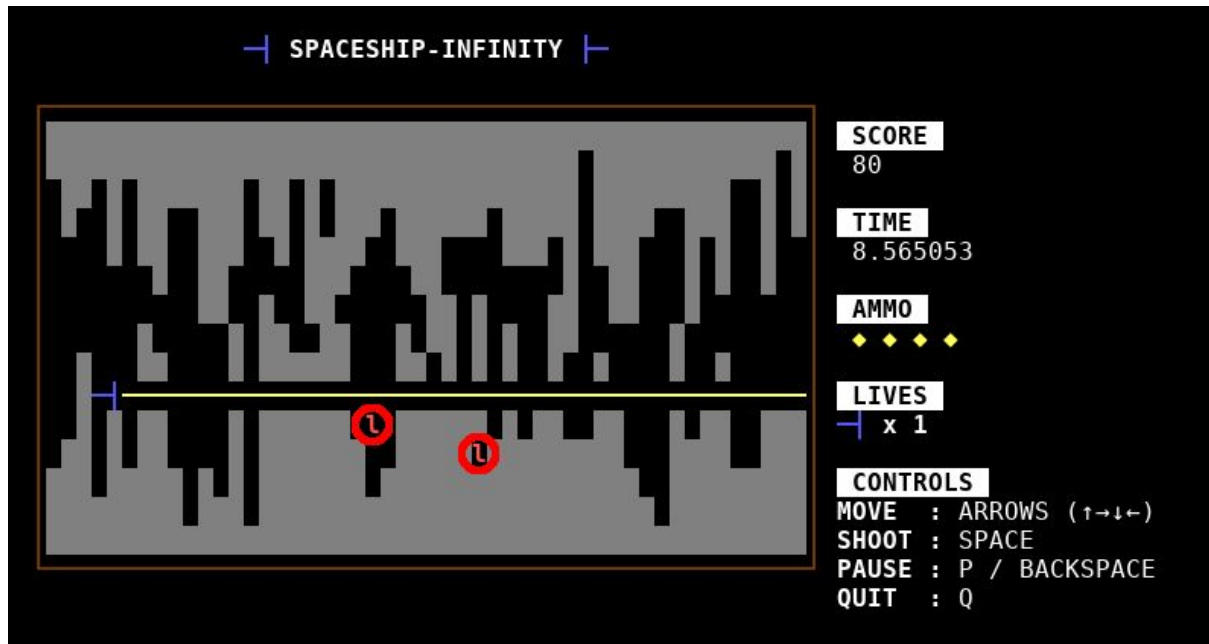 SPACESHIP-INFINITY
SCORE
80
TIME
8.565053
AMMO
LIVES
x 1
l
l
CONTROLS
MOVE : ARROWS (↑→↓←)
SHOOT : SPACE
PAUSE : P / BACKSPACE
QUIT : Q